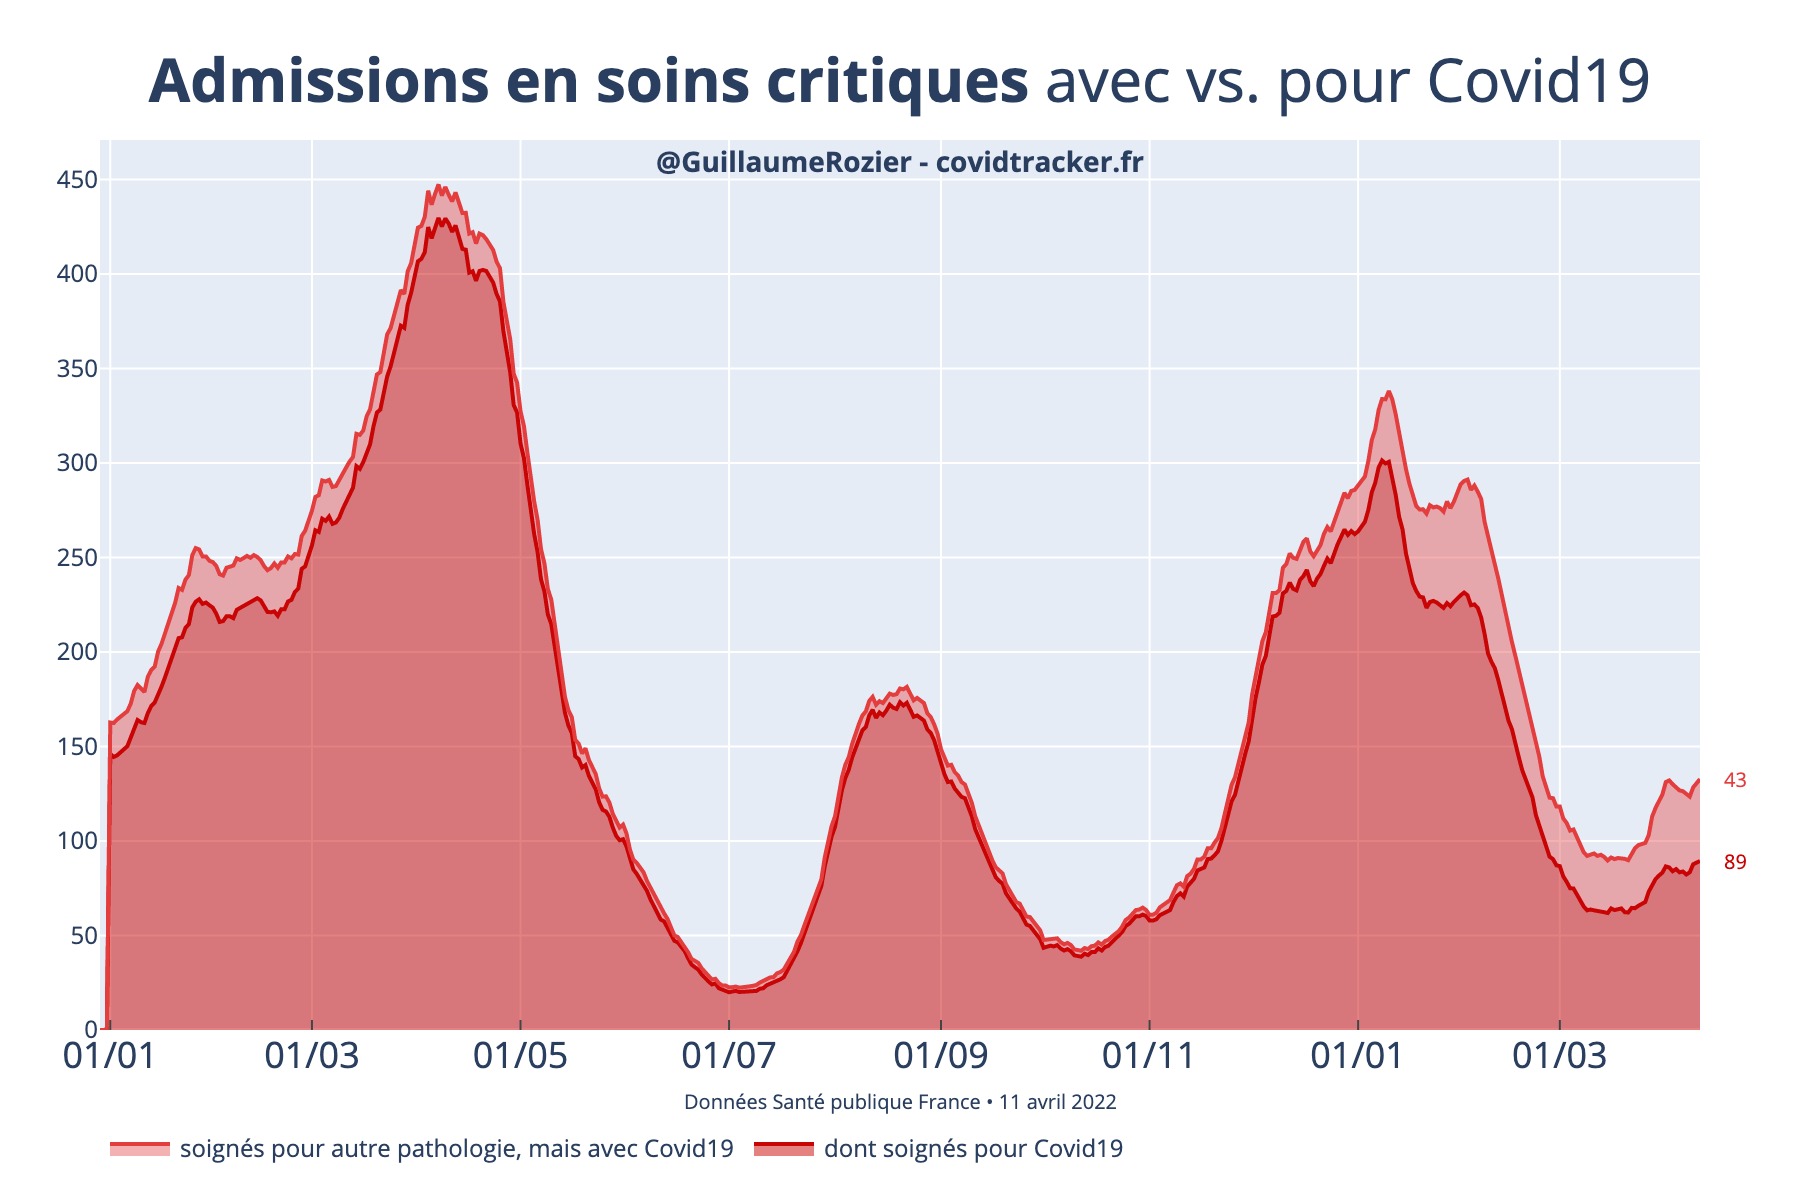 Admissions en soins critiques avec vs. pour Covid19
@GuillaumeRozier - covidtracker.fr
450
400
350
300
250
200
150
100
50
0
43
89
01/01 01/03 01/05 01/07 01/09 01/11 01/01 01/03
Données Santé publique France • 11 avril 2022
soignés pour autre pathologie, mais avec Covid19 dont soignés pour Covid19